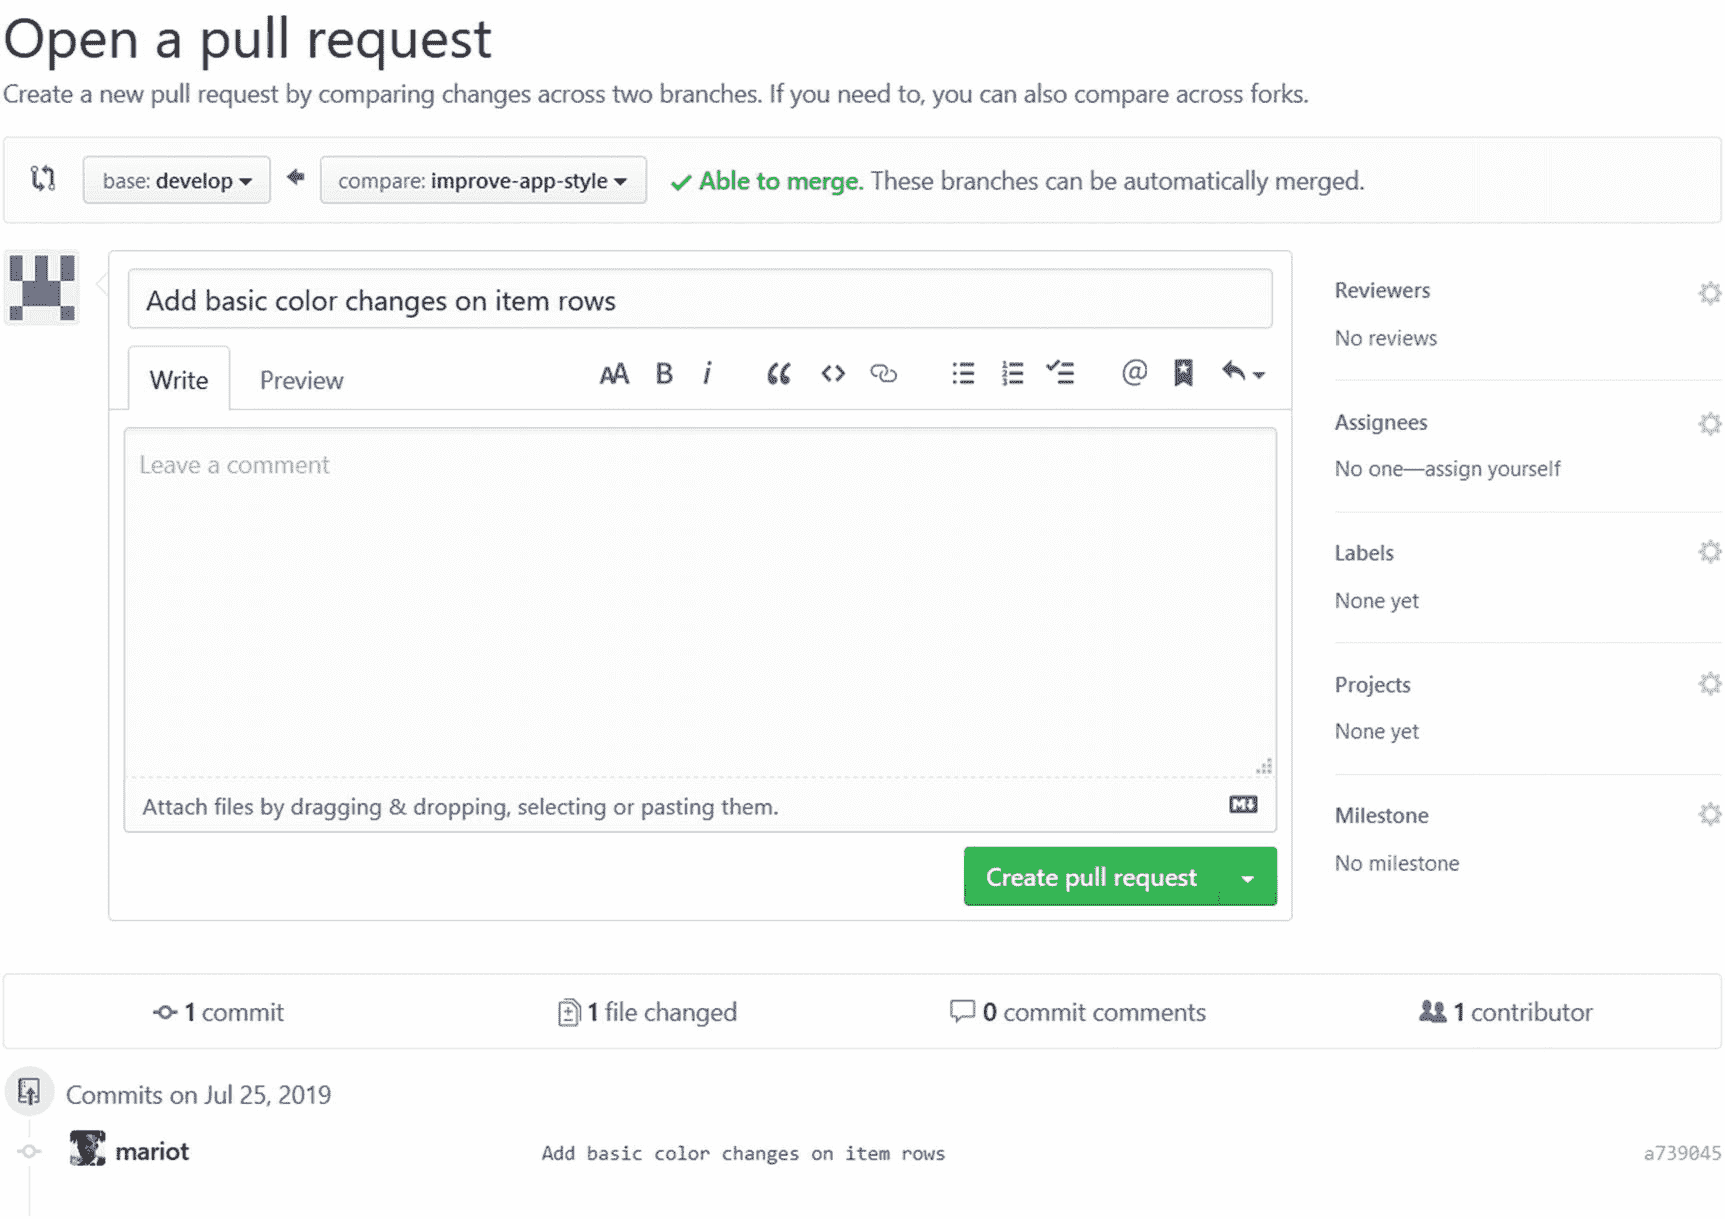 Open a pull request
Create a new pull request by comparing changes across two branches. If you need to, you can also compare across forks.
base: develop
compare: improve-app-style
Able to merge. These branches can be automatically merged.
Add basic color changes on item rows
Write
Preview
AA B i
Leave a comment
Attach files by dragging & dropping, selecting or pasting them.
Create pull request
Reviewers
No reviews
Assignees
No one—assign yourself
Labels
None yet
Projects
None yet
Milestone
No milestone
1 commit
1 file changed
0 commit comments
1 contributor
Commits on Jul 25, 2019
mariot
Add basic color changes on item rows
a739045